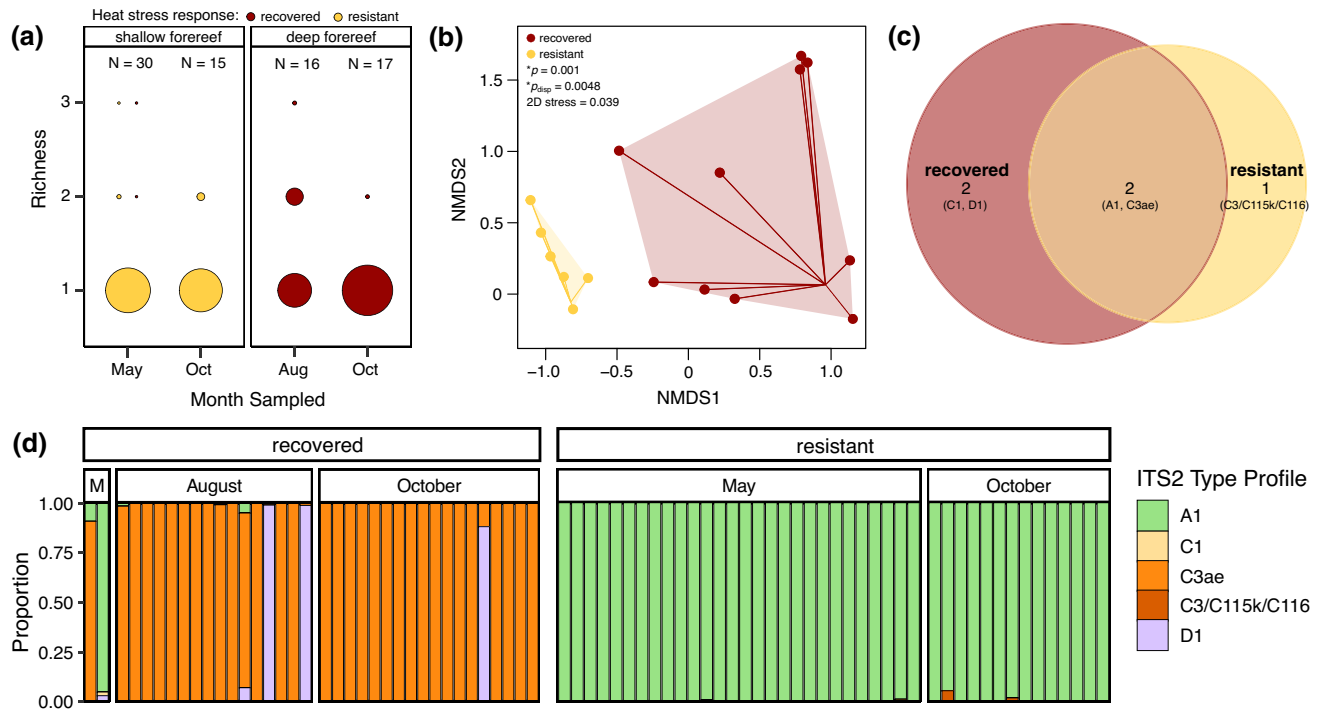 Heat stress response: recovered resistant
(a)
shallow forereef deep forereef
N = 30 N = 15 N = 16 N = 17
3
2
1
Richness
May Oct Aug Oct
Month Sampled
(b)
recovered
resistant
*p = 0.001
*pdisp = 0.0048
2D stress = 0.039
1.5
1.0
0.5
0
NMDS2
−1.0 −0.5 0 0.5 1.0
NMDS1
(c)
recovered
2
(C1, D1)
2
(A1, C3ae)
resistant
1
(C3/C115k/C116)
(d)
recovered resistant
M August October May October
1.00
0.75
0.50
0.25
0.00
Proportion
ITS2 Type Profile
A1
C1
C3ae
C3/C115k/C116
D1